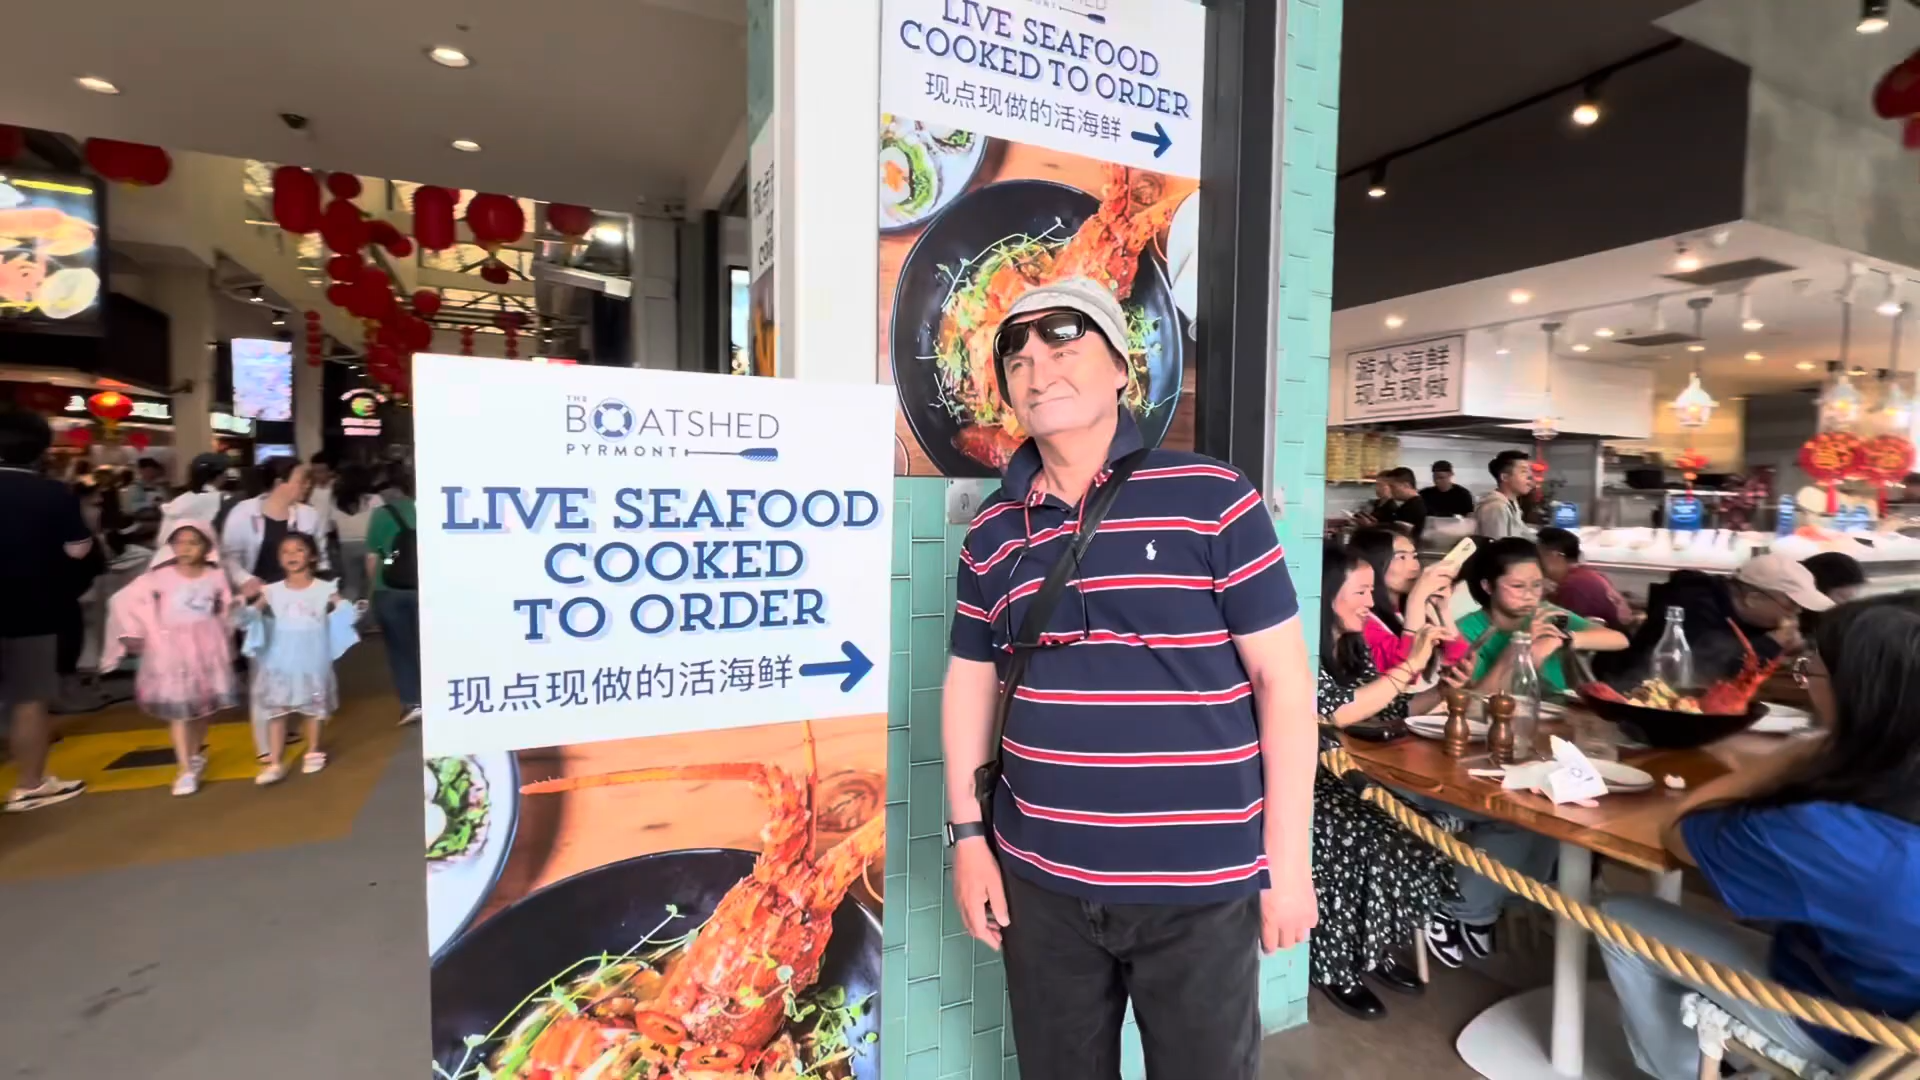 LIVE SEAFOOD
COOKED TO ORDER
现点现做的活海鲜
THE
BOATSHED
PYRMONT
LIVE SEAFOOD
COOKED
TO ORDER
现点现做的活海鲜
游水海鲜
现点现做